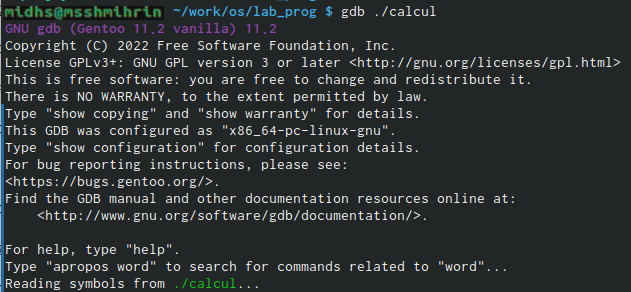 midhs@msshmihrin ~/work/os/lab_prog $ gdb ./calcul
GNU gdb (Gentoo 11.2 vanilla) 11.2
Copyright (C) 2022 Free Software Foundation, Inc.
License GPLv3+: GNU GPL version 3 or later <http://gnu.org/licenses/gpl.html>
This is free software: you are free to change and redistribute it.
There is NO WARRANTY, to the extent permitted by law.
Type "show copying" and "show warranty" for details.
This GDB was configured as "x86_64-pc-linux-gnu".
Type "show configuration" for configuration details.
For bug reporting instructions, please see:
<https://bugs.gentoo.org/>.
Find the GDB manual and other documentation resources online at:
    <http://www.gnu.org/software/gdb/documentation/>.

For help, type "help".
Type "apropos word" to search for commands related to "word"...
Reading symbols from ./calcul...